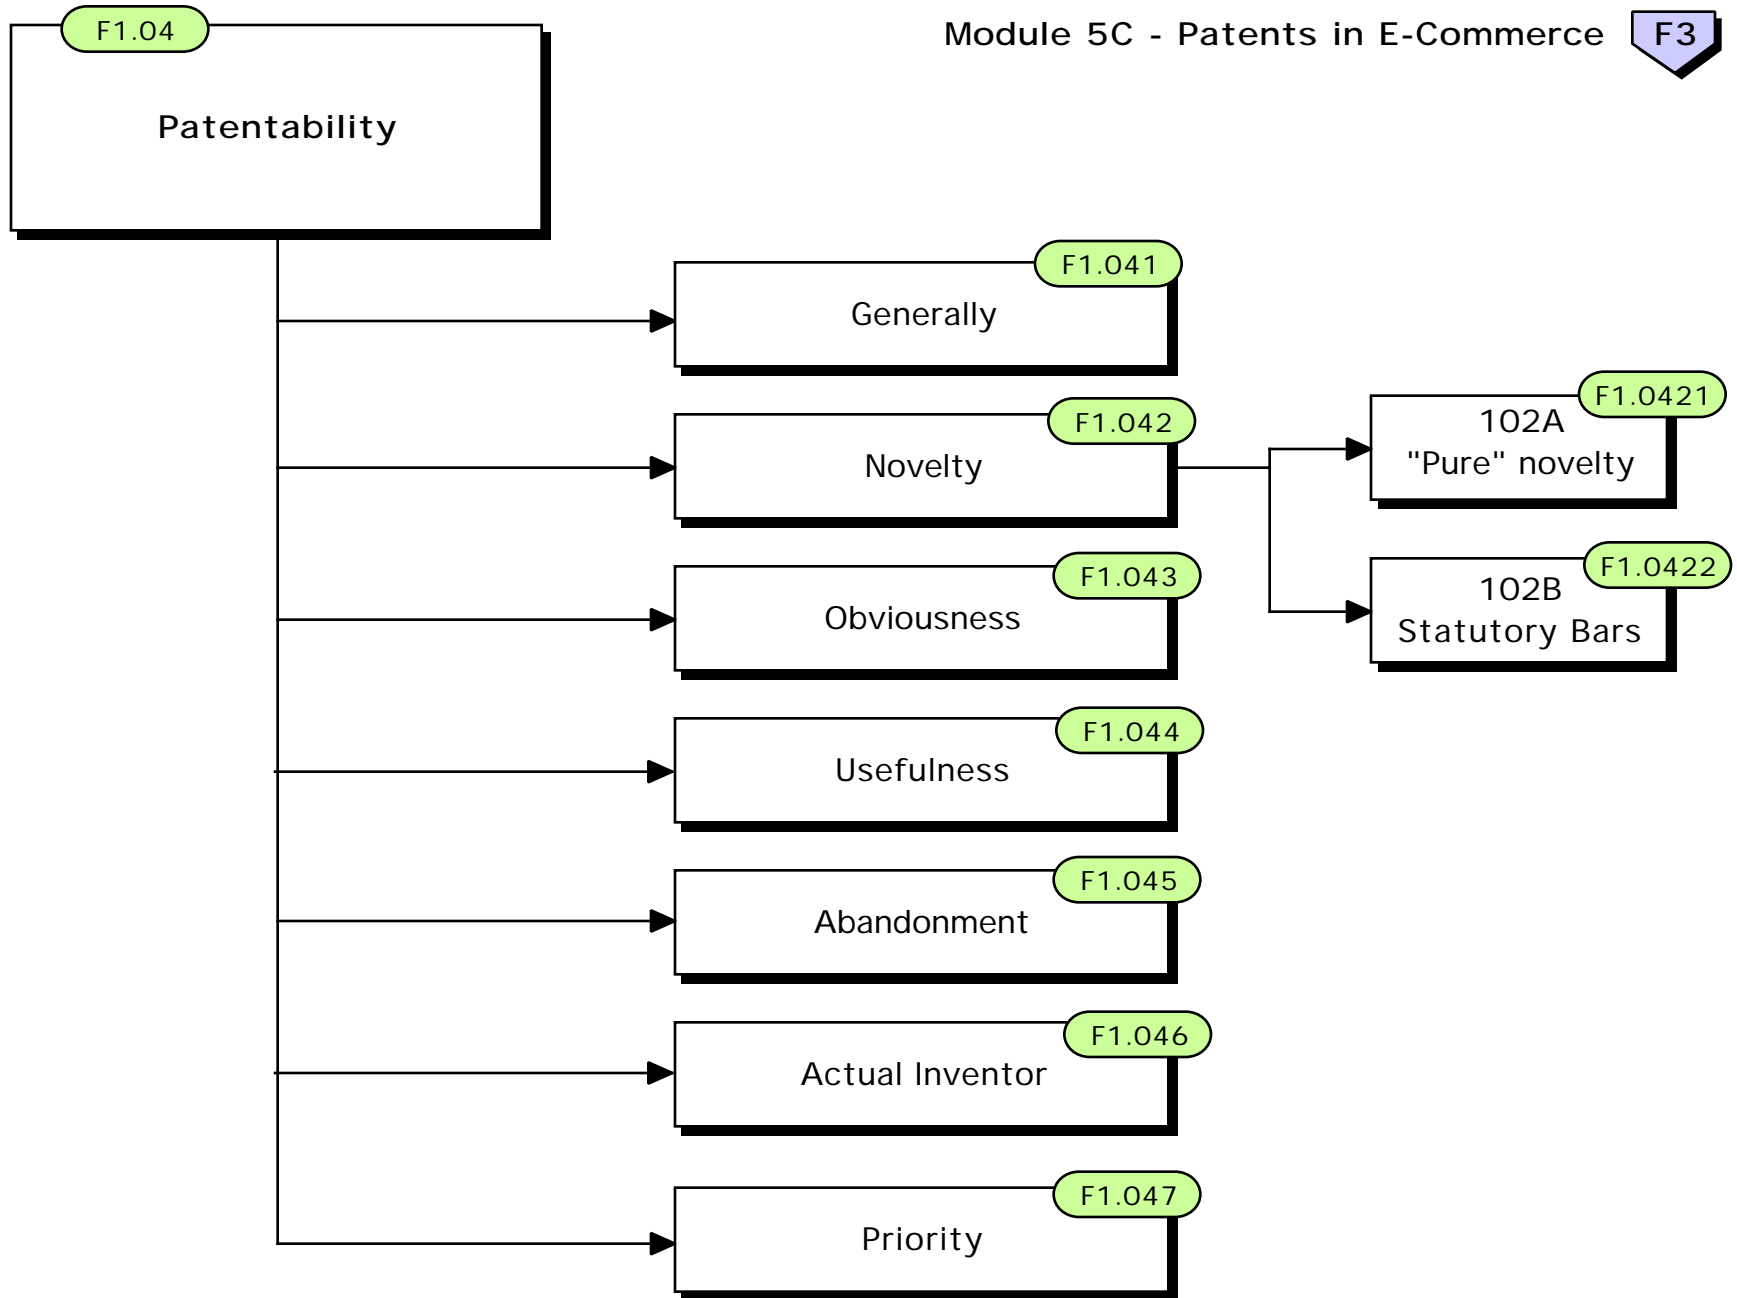 F1.04
Module 5C - Patents in E-Commerce
F3
Patentability
F1.041
Generally
F1.042
Novelty
F1.0421
102A
"Pure" novelty
F1.0422
102B
Statutory Bars
F1.043
Obviousness
F1.044
Usefulness
F1.045
Abandonment
F1.046
Actual Inventor
F1.047
Priority